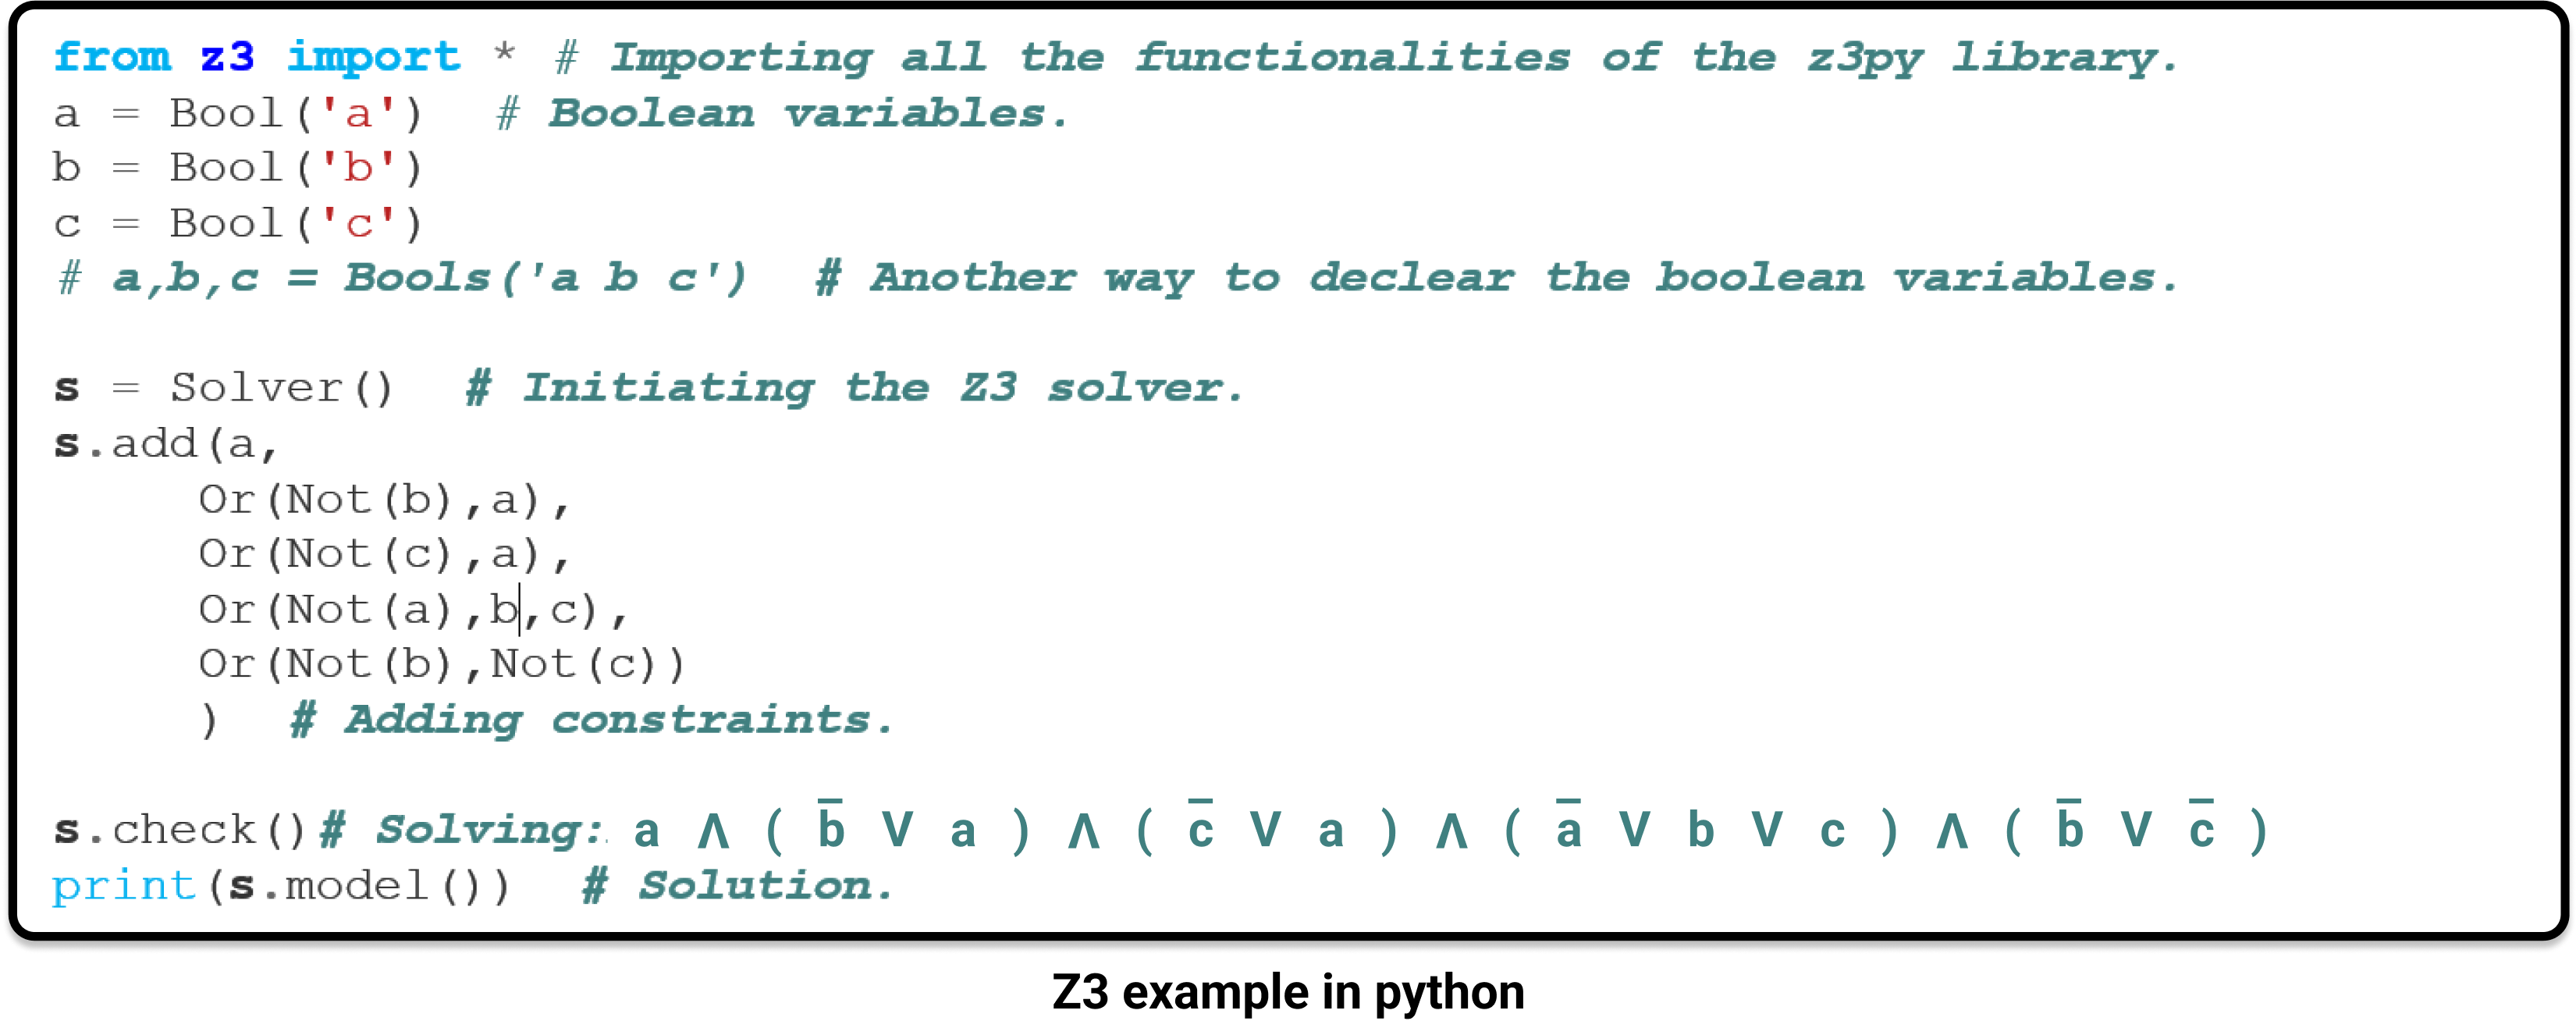 from z3 import * # Importing all the functionalities of the z3py library.
a = Bool('a') # Boolean variables.
b = Bool('b')
c = Bool('c')
# a,b,c = Bools('a b c') # Another way to declear the boolean variables.
s = Solver() # Initiating the Z3 solver.
s.add(a,
Or(Not(b),a),
Or(Not(c),a),
Or(Not(a),b,c),
Or(Not(b),Not(c))
) # Adding constraints.
s.check()# Solving: a Λ ( b̅ V a ) Λ ( c̅ V a ) Λ ( a̅ V b V c ) Λ ( b̅ V c̅ )
print(s.model()) # Solution.
Z3 example in python